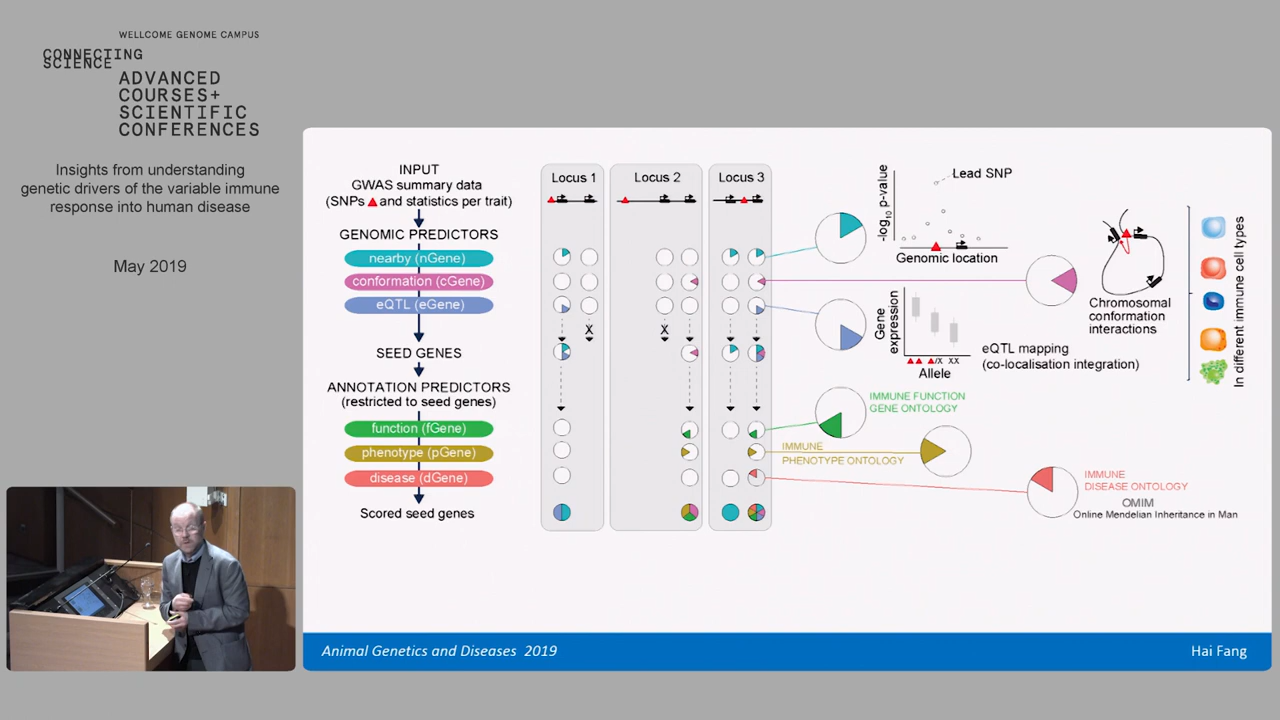 WELLCOME GENOME CAMPUS
CONNECTING
SCIENCE
ADVANCED
COURSES+
SCIENTIFIC
CONFERENCES
Insights from understanding
genetic drivers of the variable immune
response into human disease
May 2019
INPUT
GWAS summary data
(SNPs and statistics per trait)
GENOMIC PREDICTORS
nearby (nGene)
conformation (cGene)
eQTL (eGene)
SEED GENES
ANNOTATION PREDICTORS
(restricted to seed genes)
function (fGene)
phenotype (pGene)
disease (dGene)
Scored seed genes
Locus 1
Locus 2
Locus 3
X
X
-log10 p-value
Lead SNP
Genomic location
Gene
expression
/X XX
Allele
eQTL mapping
(co-localisation integration)
Chromosomal
conformation
interactions
In different immune cell types
IMMUNE FUNCTION
GENE ONTOLOGY
IMMUNE
PHENOTYPE ONTOLOGY
IMMUNE
DISEASE ONTOLOGY
OMIM
Online Mendelian Inheritance in Man
Animal Genetics and Diseases 2019
Hai Fang